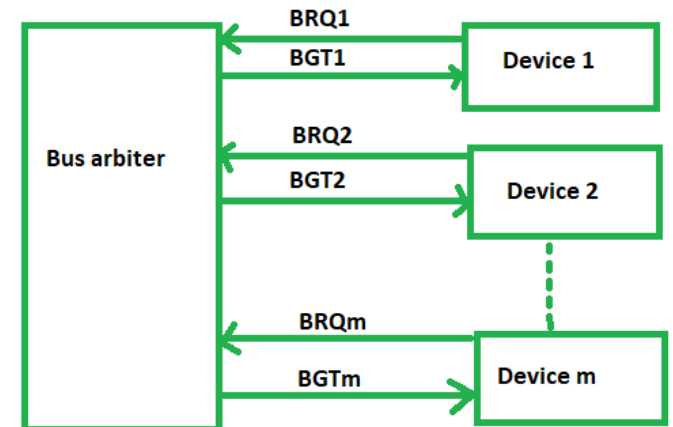 BRQ1
BGT1
Device 1
Bus arbiter
BRQ2
BGT2
Device 2
BRQm
BGTm
Device m